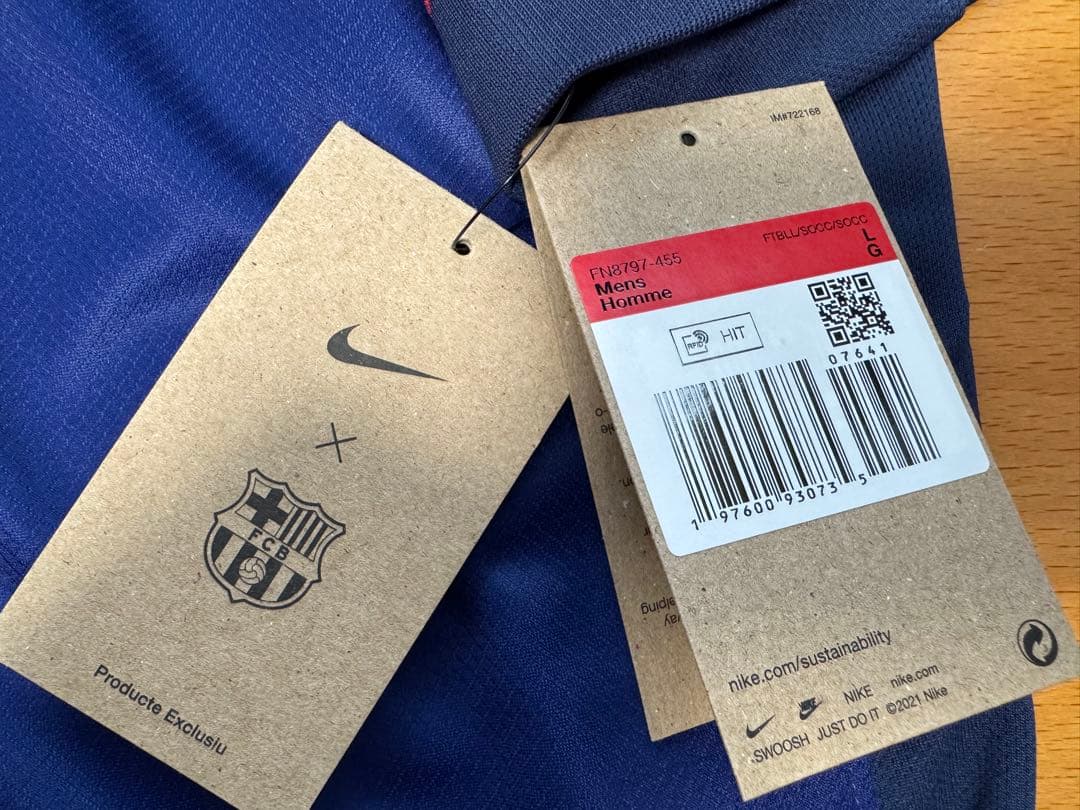 FCB
Producte Exclusiu
IM#722168
FTBLL/SOCC/SOCC
FN8797-455
L
Mens
G
Homme
RFID HIT
07641
1 97600 93073 5
nike.com/sustainability
NIKE nike.com
SWOOSH JUST DO IT ©2021 Nike